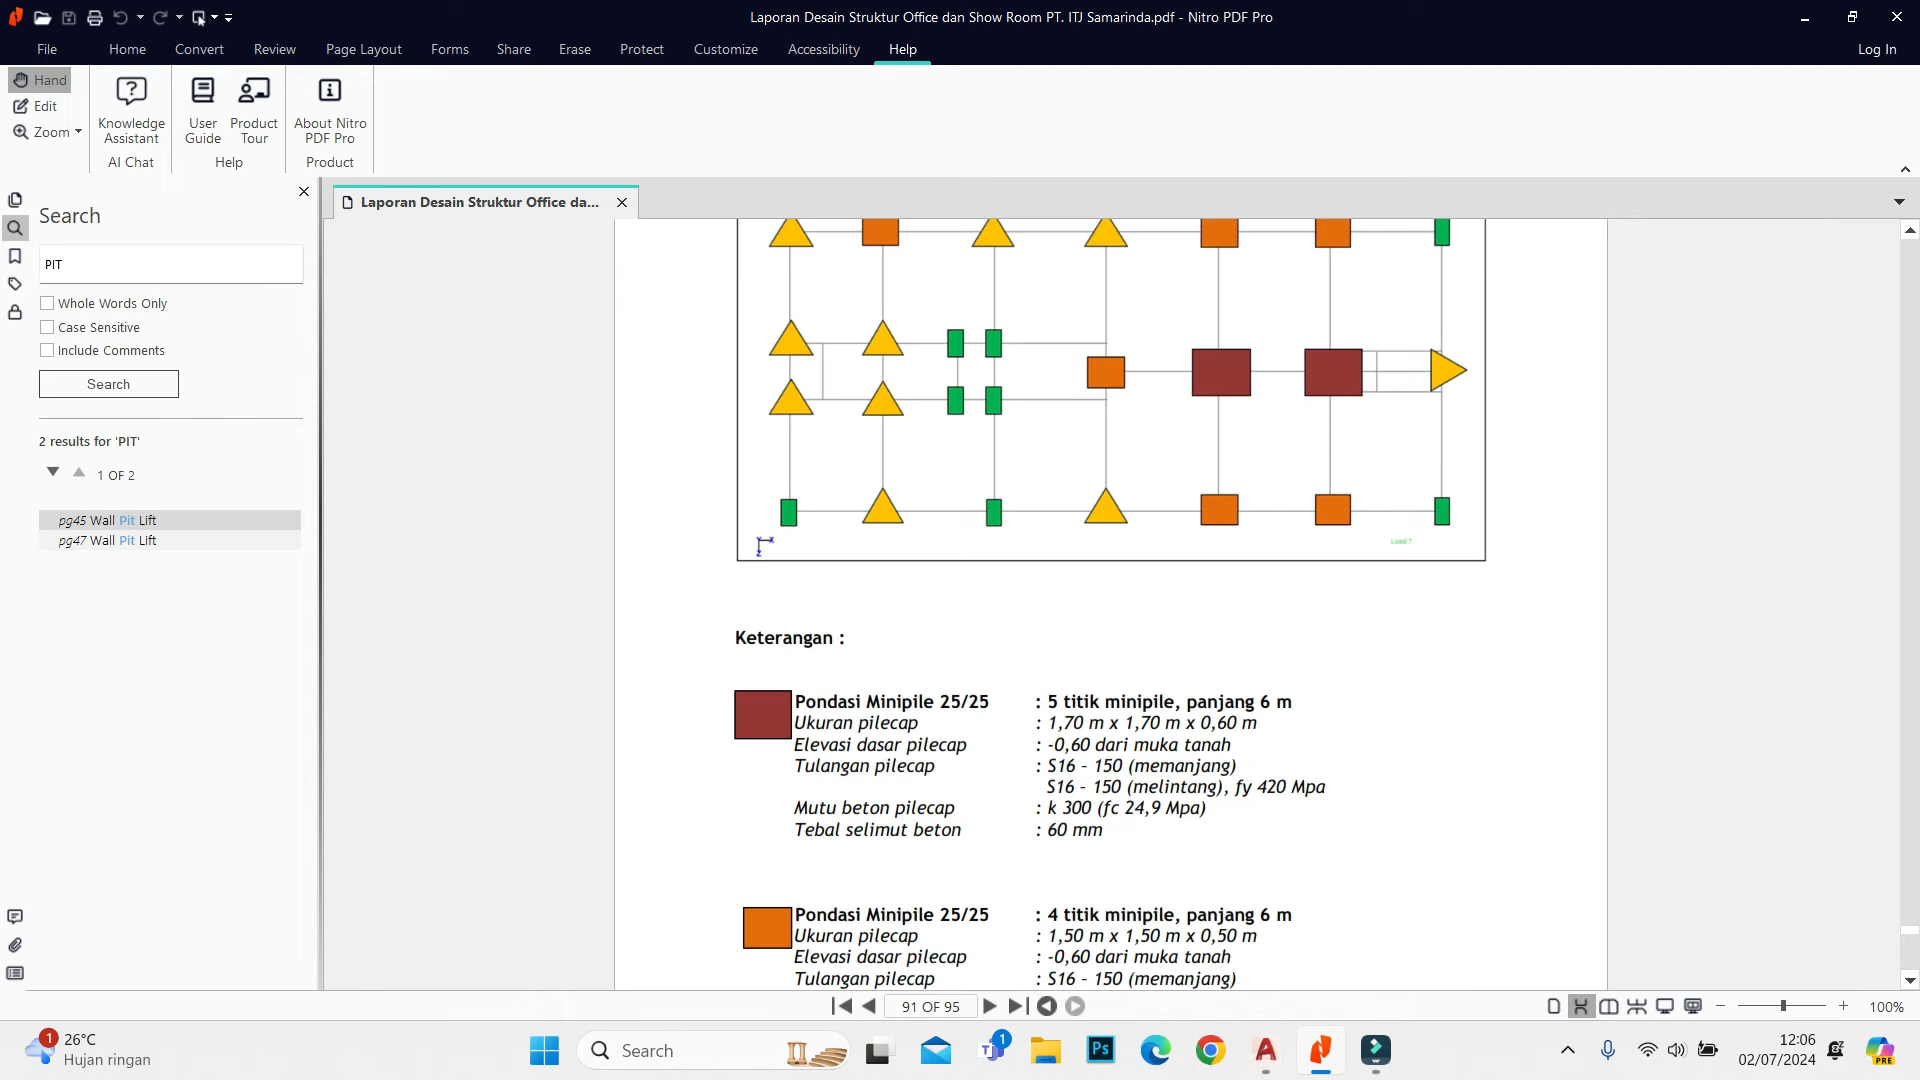 Laporan Desain Struktur Office dan Show Room PT. ITJ Samarinda.pdf - Nitro PDF Pro
File Home Convert Review Page Layout Forms Share Erase Protect Customize Accessibility Help Log In
Hand
Edit
Zoom
Knowledge Assistant
AI Chat
User Guide
Product Tour
Help
About Nitro PDF Pro
Product
Search
PIT
Whole Words Only
Case Sensitive
Include Comments
Search
2 results for 'PIT'
1 OF 2
pg45 Wall Pit Lift
pg47 Wall Pit Lift
Laporan Desain Struktur Office da...
X
Z
Load 7
Keterangan :
Pondasi Minipile 25/25 : 5 titik minipile, panjang 6 m
Ukuran pilecap : 1,70 m x 1,70 m x 0,60 m
Elevasi dasar pilecap : -0,60 dari muka tanah
Tulangan pilecap : S16 - 150 (memanjang)
S16 - 150 (melintang), fy 420 Mpa
Mutu beton pilecap : k 300 (fc 24,9 Mpa)
Tebal selimut beton : 60 mm
Pondasi Minipile 25/25 : 4 titik minipile, panjang 6 m
Ukuran pilecap : 1,50 m x 1,50 m x 0,50 m
Elevasi dasar pilecap : -0,60 dari muka tanah
Tulangan pilecap : S16 - 150 (memanjang)
91 OF 95
100%
1
26°C
Hujan ringan
Search
1
Ps
12:06
02/07/2024
PRE